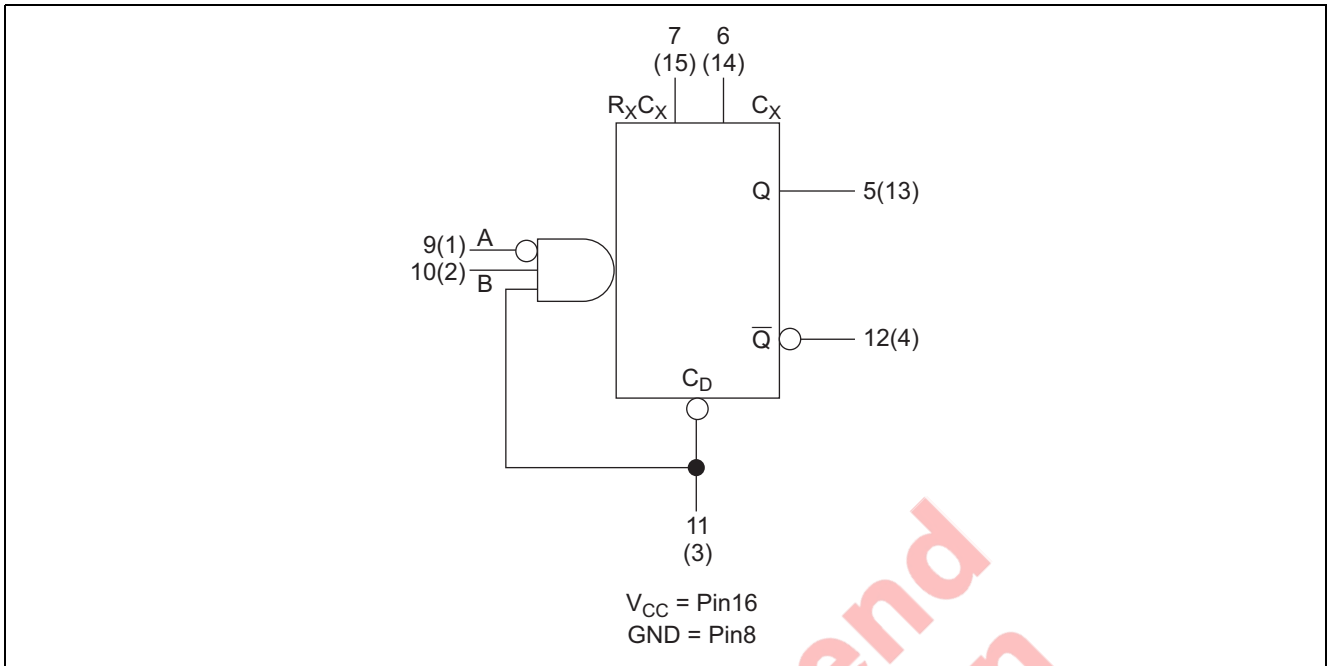 7 6
(15) (14)
RXCX CX
Q 5(13)
9(1) A
10(2) B
Q̅ 12(4)
CD
11
(3)
VCC = Pin16
GND = Pin8
end